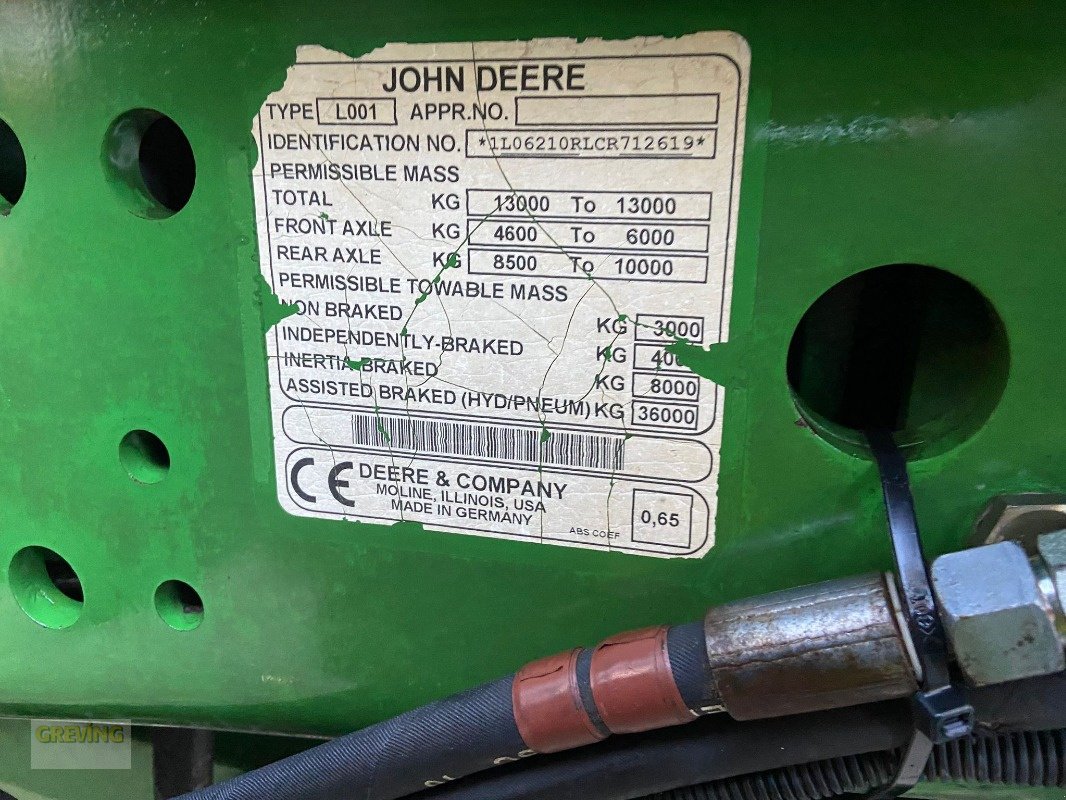 JOHN DEERE
TYPE L001 APPR.NO.
IDENTIFICATION NO. *1L06210RLCR712619*
PERMISSIBLE MASS
TOTAL KG 13000 To 13000
FRONT AXLE KG 4600 To 6000
REAR AXLE KG 8500 To 10000
PERMISSIBLE TOWABLE MASS
NON BRAKED KG 3000
INDEPENDENTLY-BRAKED KG
INERTIA-BRAKED KG 8000
ASSISTED BRAKED (HYD/PNEUM) KG 36000
CE DEERE & COMPANY
MOLINE, ILLINOIS, USA
MADE IN GERMANY
ABS COEF 0,65
GREVING